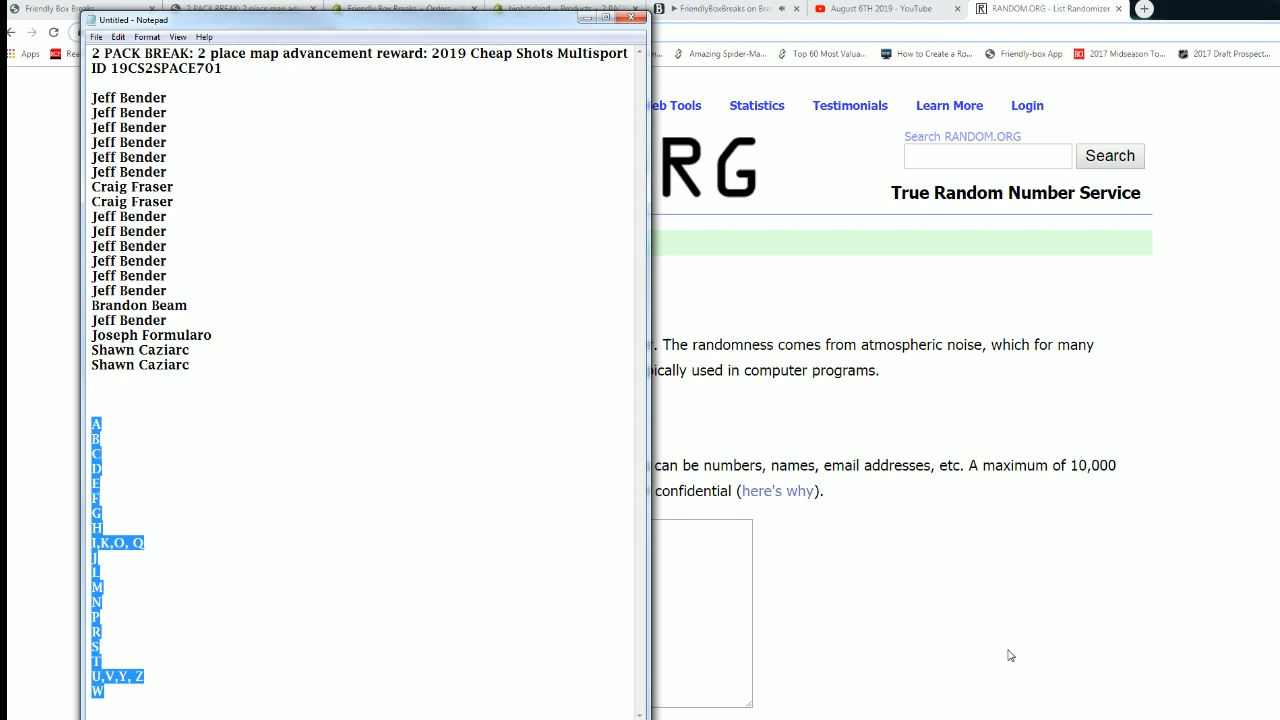 Friendly Box Breaks
2 PACK BREAK: 2 place map adv...
Friendly Box Breaks – Orders
bigbitisland – Products – 2 PAC
FriendlyBoxBreaks on Bre
August 6TH 2019 - YouTube
RANDOM.ORG - List Randomizer
Untitled - Notepad
File Edit Format View Help
Apps
Rea
Amazing Spider-Ma...
Top 60 Most Value...
How to Create a Ro...
Friendly-box App
2017 Midseason To...
2017 Draft Prospect...
2 PACK BREAK: 2 place map advancement reward: 2019 Cheap Shots Multisport
ID 19CS2SPACE701
Jeff Bender
Jeff Bender
Jeff Bender
Jeff Bender
Jeff Bender
Jeff Bender
Craig Fraser
Craig Fraser
Jeff Bender
Jeff Bender
Jeff Bender
Jeff Bender
Jeff Bender
Jeff Bender
Brandon Beam
Jeff Bender
Joseph Formularo
Shawn Caziarc
Shawn Caziarc
A
B
C
D
E
F
G
H
I,K,O, Q
J
L
M
N
P
R
S
T
U,V,Y, Z
W
eb Tools Statistics Testimonials Learn More Login
Search RANDOM.ORG
Search
RG
True Random Number Service
. The randomness comes from atmospheric noise, which for many
pically used in computer programs.
can be numbers, names, email addresses, etc. A maximum of 10,000
confidential (here's why).